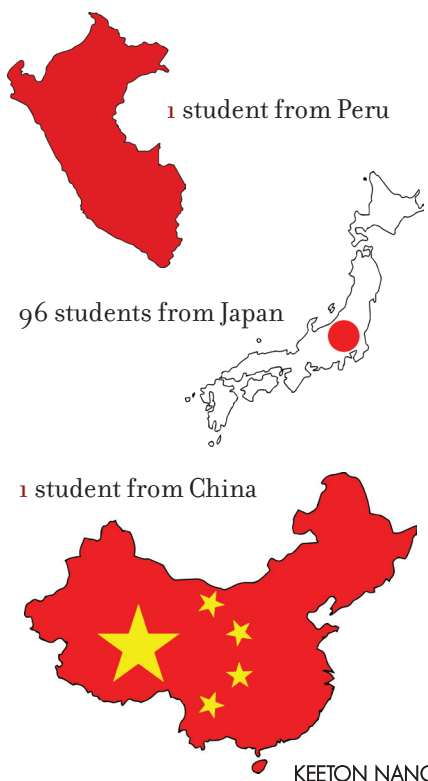 1 student from Peru
96 students from Japan
1 student from China
KEETON NANC